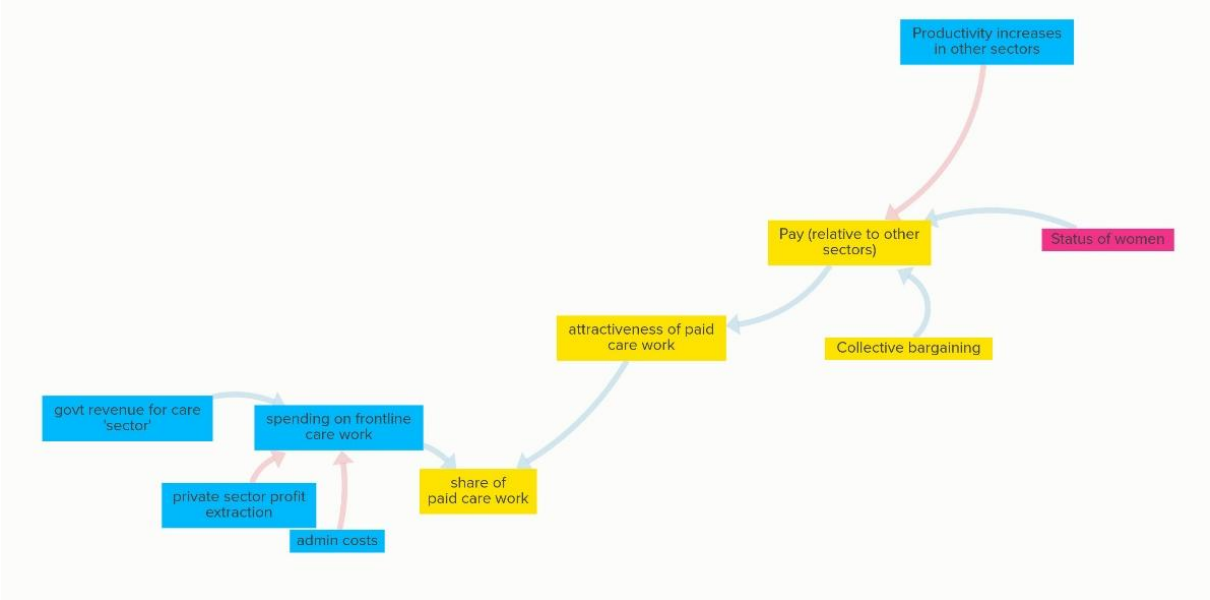 Productivity increases
in other sectors
Pay (relative to other
sectors)
Status of women
attractiveness of paid
care work
Collective bargaining
govt revenue for care
'sector'
spending on frontline
care work
share of
paid care work
private sector profit
extraction
admin costs